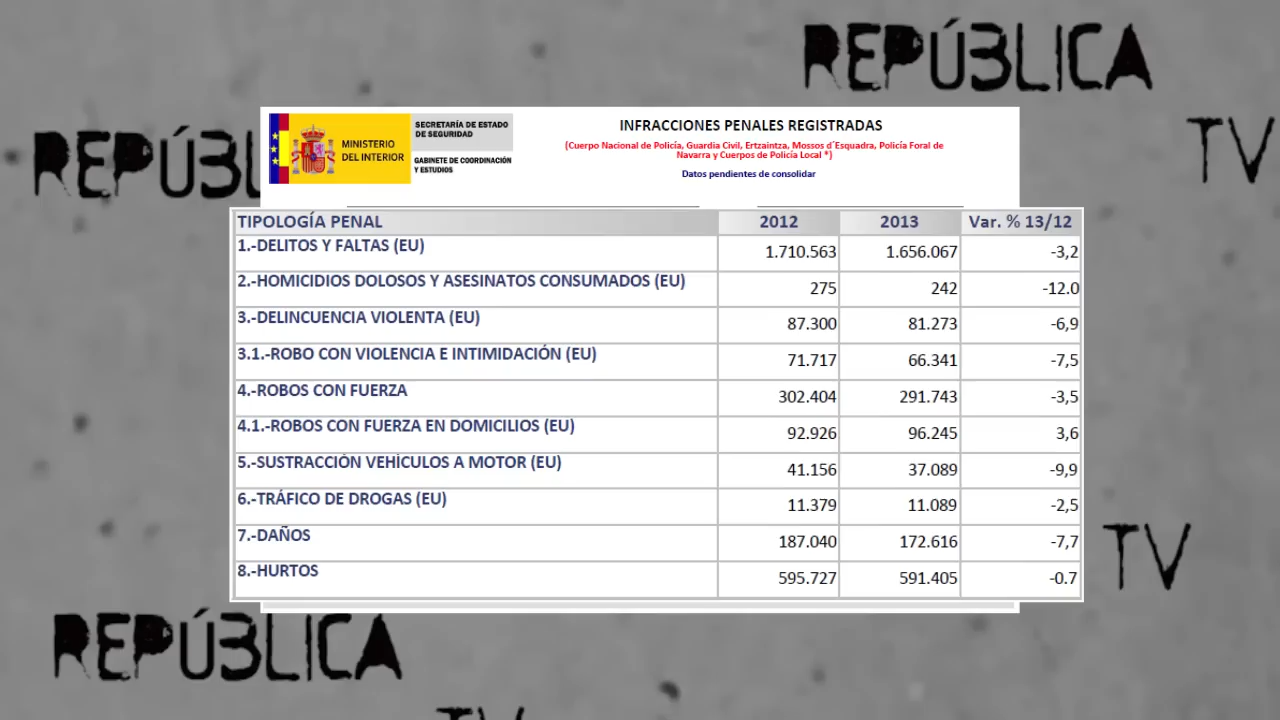 REPÚBLICA
TV
REPÚBL
MINISTERIO
DEL INTERIOR
SECRETARÍA DE ESTADO
DE SEGURIDAD
GABINETE DE COORDINACIÓN
Y ESTUDIOS
INFRACCIONES PENALES REGISTRADAS
(Cuerpo Nacional de Policía, Guardia Civil, Ertzaintza, Mossos d´Esquadra, Policía Foral de
Navarra y Cuerpos de Policía Local *)
Datos pendientes de consolidar
TIPOLOGÍA PENAL 2012 2013 Var. % 13/12
1.-DELITOS Y FALTAS (EU) 1.710.563 1.656.067 -3,2
2.-HOMICIDIOS DOLOSOS Y ASESINATOS CONSUMADOS (EU) 275 242 -12.0
3.-DELINCUENCIA VIOLENTA (EU) 87.300 81.273 -6,9
3.1.-ROBO CON VIOLENCIA E INTIMIDACIÓN (EU) 71.717 66.341 -7,5
4.-ROBOS CON FUERZA 302.404 291.743 -3,5
4.1.-ROBOS CON FUERZA EN DOMICILIOS (EU) 92.926 96.245 3,6
5.-SUSTRACCIÓN VEHÍCULOS A MOTOR (EU) 41.156 37.089 -9,9
6.-TRÁFICO DE DROGAS (EU) 11.379 11.089 -2,5
7.-DAÑOS 187.040 172.616 -7,7
8.-HURTOS 595.727 591.405 -0.7
TV
REPÚBLICA
TV